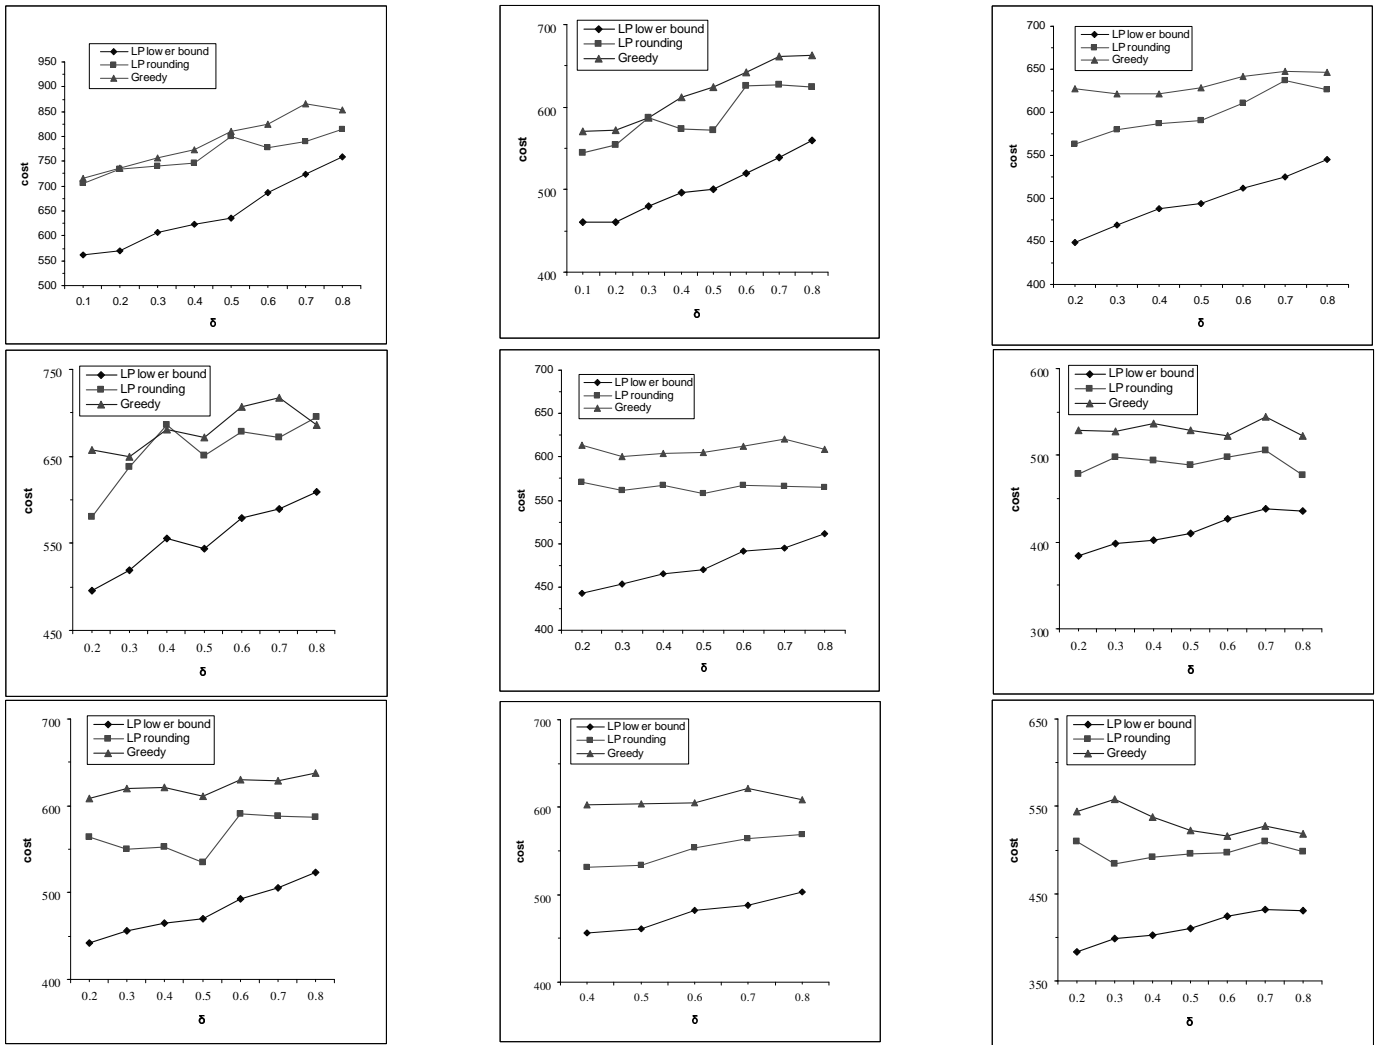 LP low er bound
LP rounding
Greedy
950
900
850
800
750
700
650
600
550
500
cost
0.1 0.2 0.3 0.4 0.5 0.6 0.7 0.8
δ
LP low er bound
LP rounding
Greedy
700
600
500
400
cost
0.1 0.2 0.3 0.4 0.5 0.6 0.7 0.8
δ
LP low er bound
LP rounding
Greedy
700
650
600
550
500
450
400
cost
0.2 0.3 0.4 0.5 0.6 0.7 0.8
δ
LP low er bound
LP rounding
Greedy
750
650
550
450
cost
0.2 0.3 0.4 0.5 0.6 0.7 0.8
δ
LP low er bound
LP rounding
Greedy
700
650
600
550
500
450
400
cost
0.2 0.3 0.4 0.5 0.6 0.7 0.8
δ
LP low er bound
LP rounding
Greedy
600
500
400
300
cost
0.2 0.3 0.4 0.5 0.6 0.7 0.8
δ
LP low er bound
LP rounding
Greedy
700
600
500
400
cost
0.2 0.3 0.4 0.5 0.6 0.7 0.8
δ
LP low er bound
LP rounding
Greedy
700
600
500
400
cost
0.4 0.5 0.6 0.7 0.8
δ
LP low er bound
LP rounding
Greedy
650
550
450
350
cost
0.2 0.3 0.4 0.5 0.6 0.7 0.8
δ